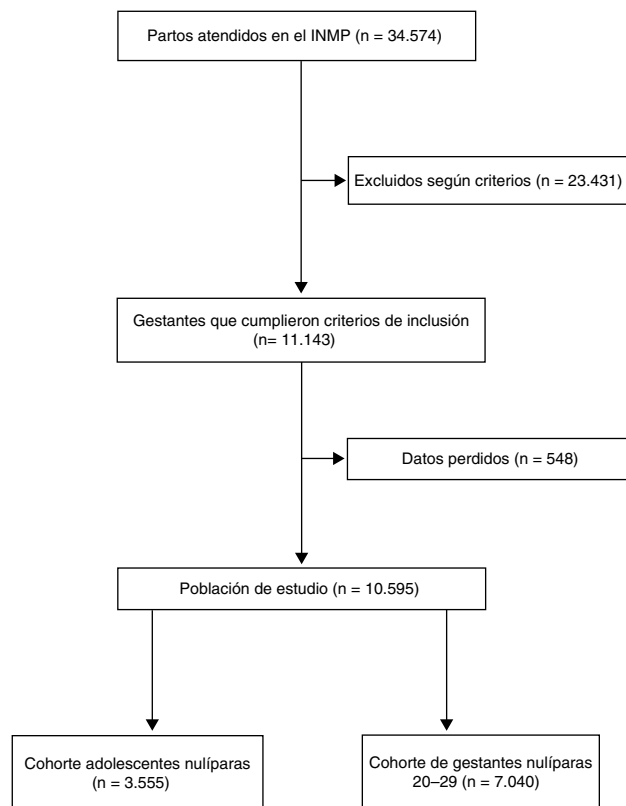 Partos atendidos en el INMP (n = 34.574)
Excluidos según criterios (n = 23.431)
Gestantes que cumplieron criterios de inclusión
(n= 11.143)
Datos perdidos (n = 548)
Población de estudio (n = 10.595)
Cohorte adolescentes nulíparas
(n = 3.555)
Cohorte de gestantes nulíparas
20–29 (n = 7.040)